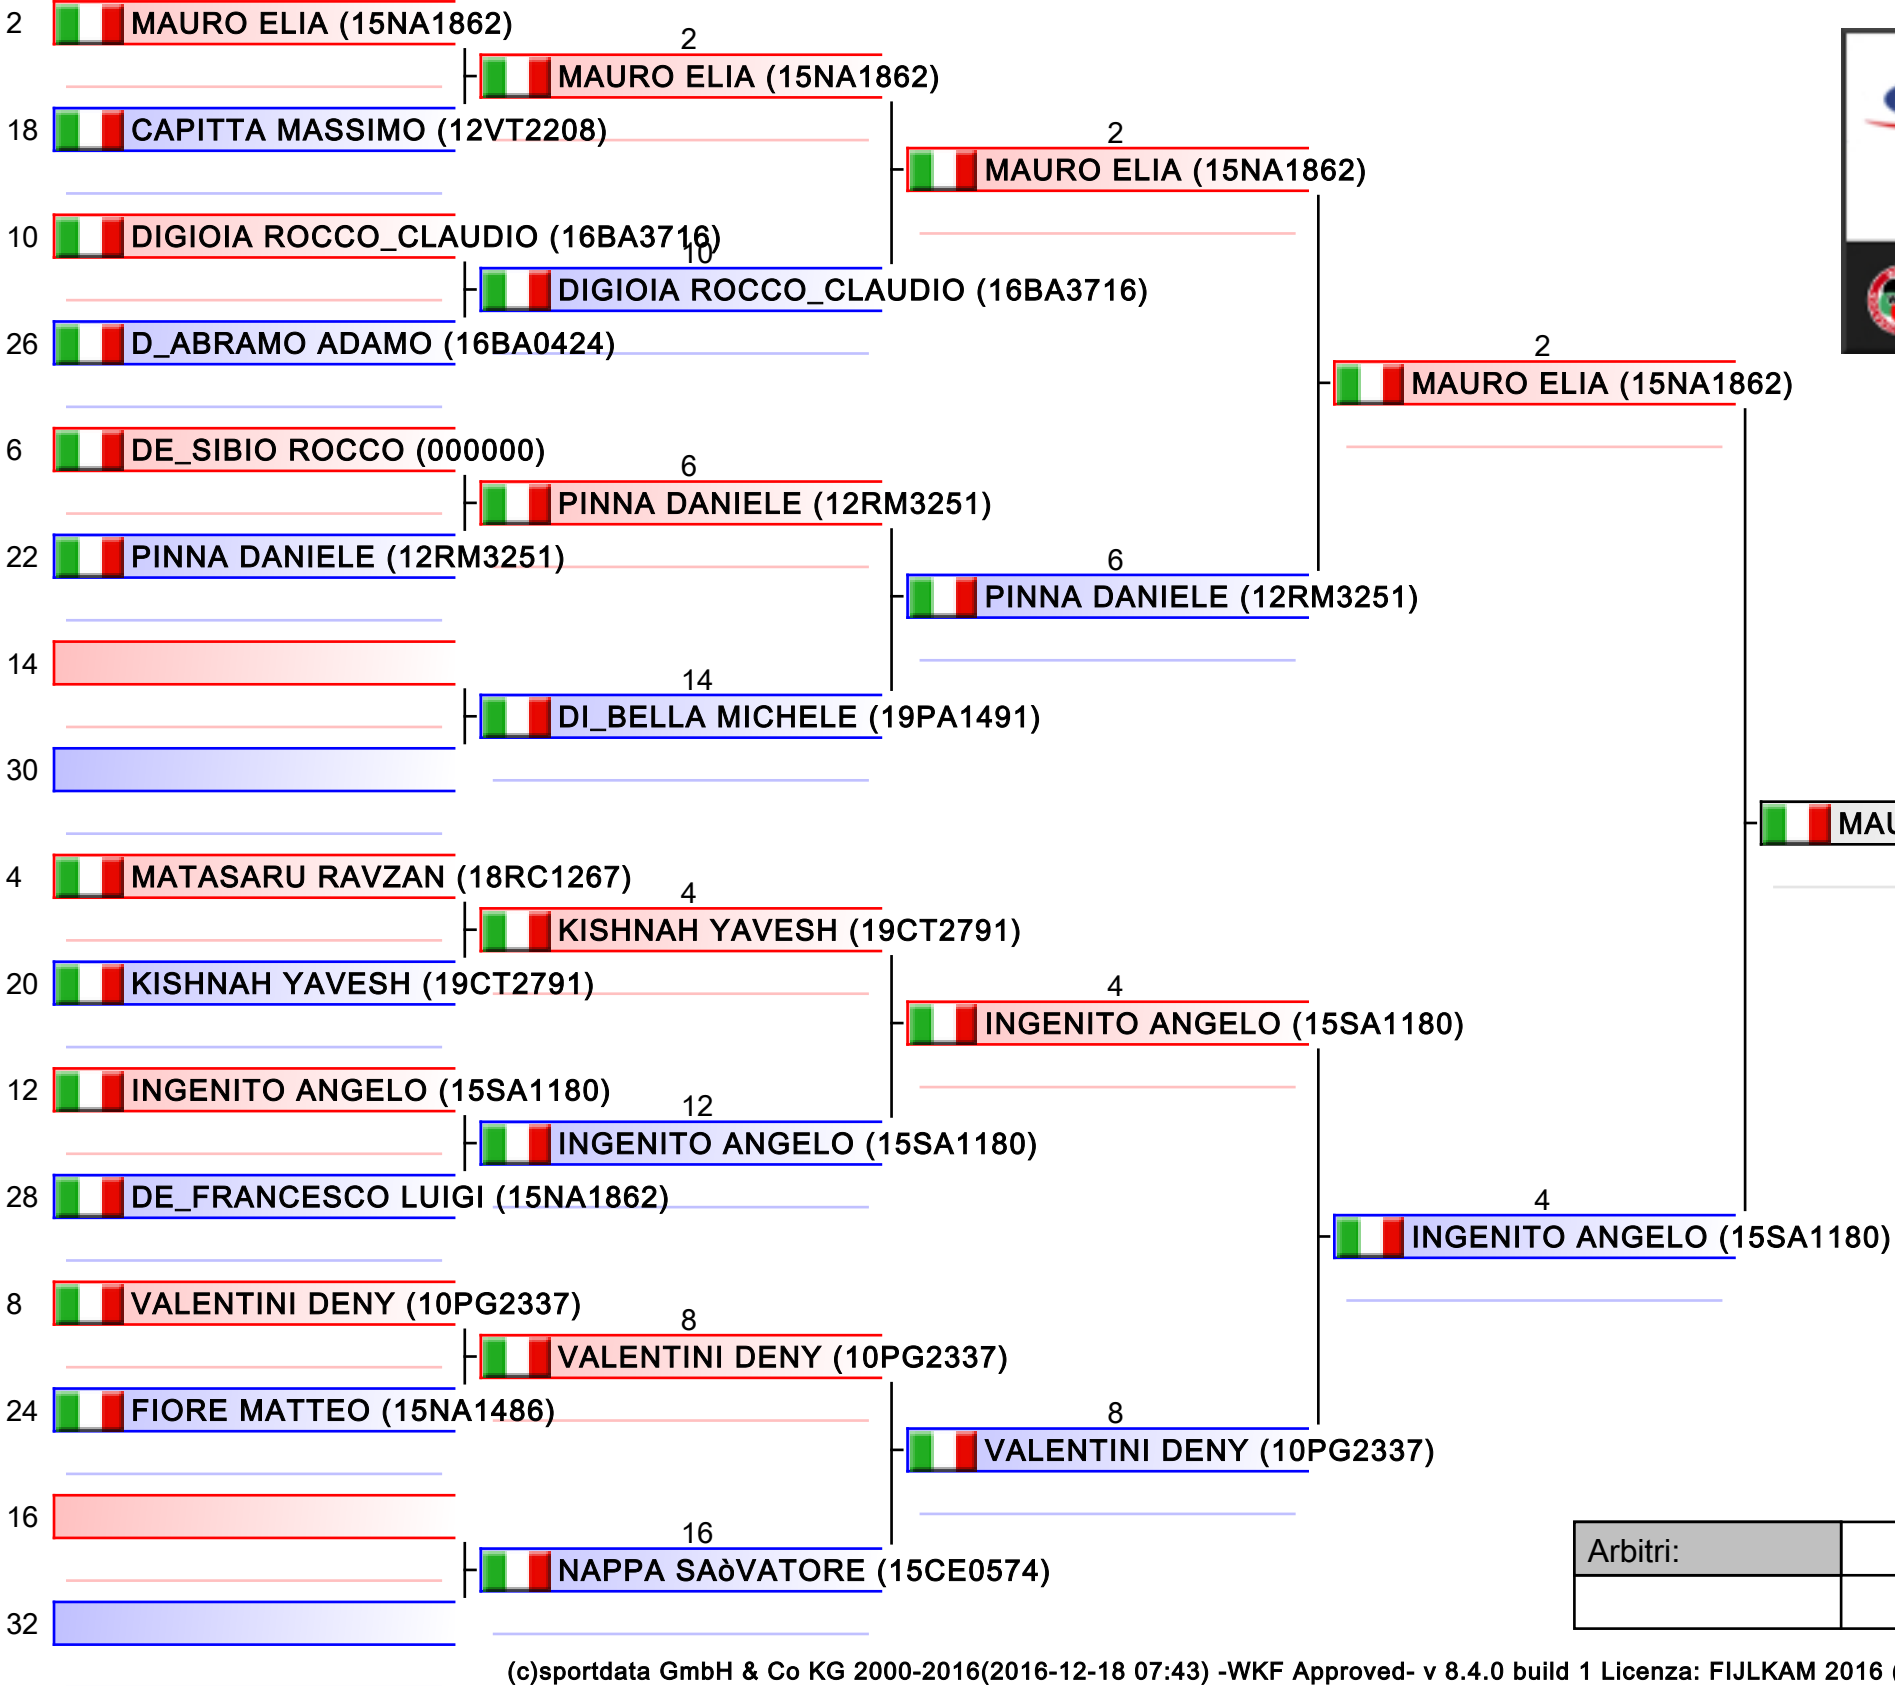 2 MAURO ELIA (15NA1862)
2
MAURO ELIA (15NA1862)
18 CAPITTA MASSIMO (12VT2208)
2
MAURO ELIA (15NA1862)
10 DIGIOIA ROCCO_CLAUDIO (16BA3716)
10
DIGIOIA ROCCO_CLAUDIO (16BA3716)
26 D_ABRAMO ADAMO (16BA0424)
2
MAURO ELIA (15NA1862)
6 DE_SIBIO ROCCO (000000)
6
PINNA DANIELE (12RM3251)
22 PINNA DANIELE (12RM3251)
6
PINNA DANIELE (12RM3251)
14
14
DI_BELLA MICHELE (19PA1491)
30
MAU
4 MATASARU RAVZAN (18RC1267)
4
KISHNAH YAVESH (19CT2791)
20 KISHNAH YAVESH (19CT2791)
4
INGENITO ANGELO (15SA1180)
12 INGENITO ANGELO (15SA1180)
12
INGENITO ANGELO (15SA1180)
28 DE_FRANCESCO LUIGI (15NA1862)
4
INGENITO ANGELO (15SA1180)
8 VALENTINI DENY (10PG2337)
8
VALENTINI DENY (10PG2337)
24 FIORE MATTEO (15NA1486)
8
VALENTINI DENY (10PG2337)
16
16
NAPPA SAòVATORE (15CE0574)
32
Arbitri:
(c)sportdata GmbH & Co KG 2000-2016(2016-12-18 07:43) -WKF Approved- v 8.4.0 build 1 Licenza: FIJLKAM 2016 (